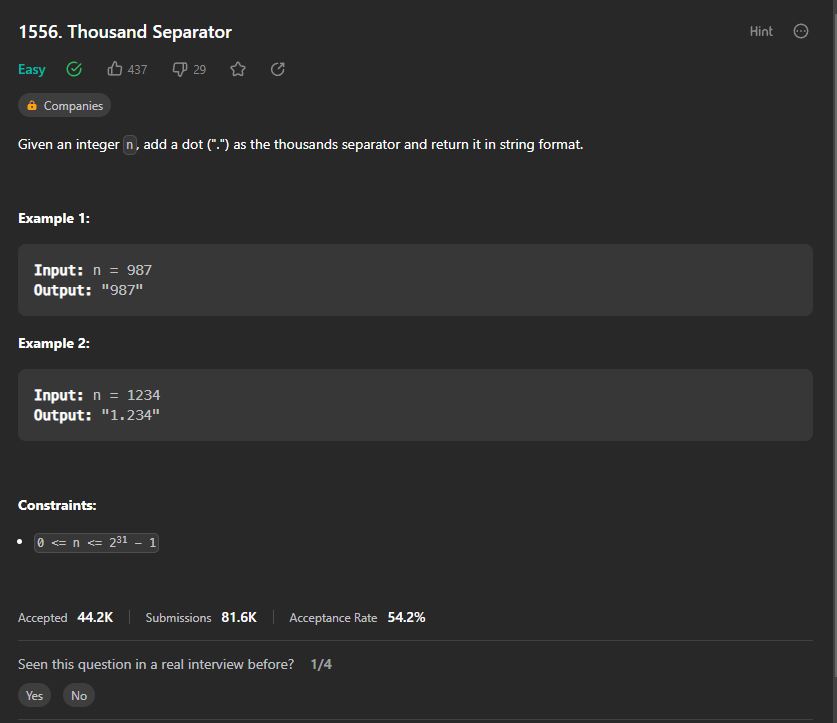 1556. Thousand Separator
Hint
Easy 437 29
Companies
Given an integer n, add a dot (".") as the thousands separator and return it in string format.
Example 1:
Input: n = 987
Output: "987"
Example 2:
Input: n = 1234
Output: "1.234"
Constraints:
0 <= n <= 2³¹ − 1
Accepted 44.2K Submissions 81.6K Acceptance Rate 54.2%
Seen this question in a real interview before? 1/4
Yes No